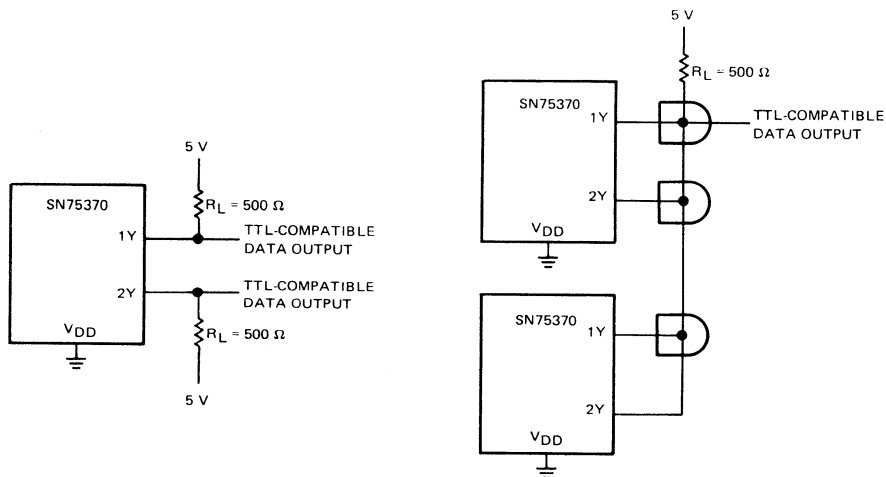 5 V
RL = 500 Ω
SN75370
1Y
TTL-COMPATIBLE
DATA OUTPUT
2Y
TTL-COMPATIBLE
DATA OUTPUT
VDD
RL = 500 Ω
5 V
5 V
RL = 500 Ω
SN75370
1Y
TTL-COMPATIBLE
DATA OUTPUT
2Y
VDD
SN75370
1Y
2Y
VDD